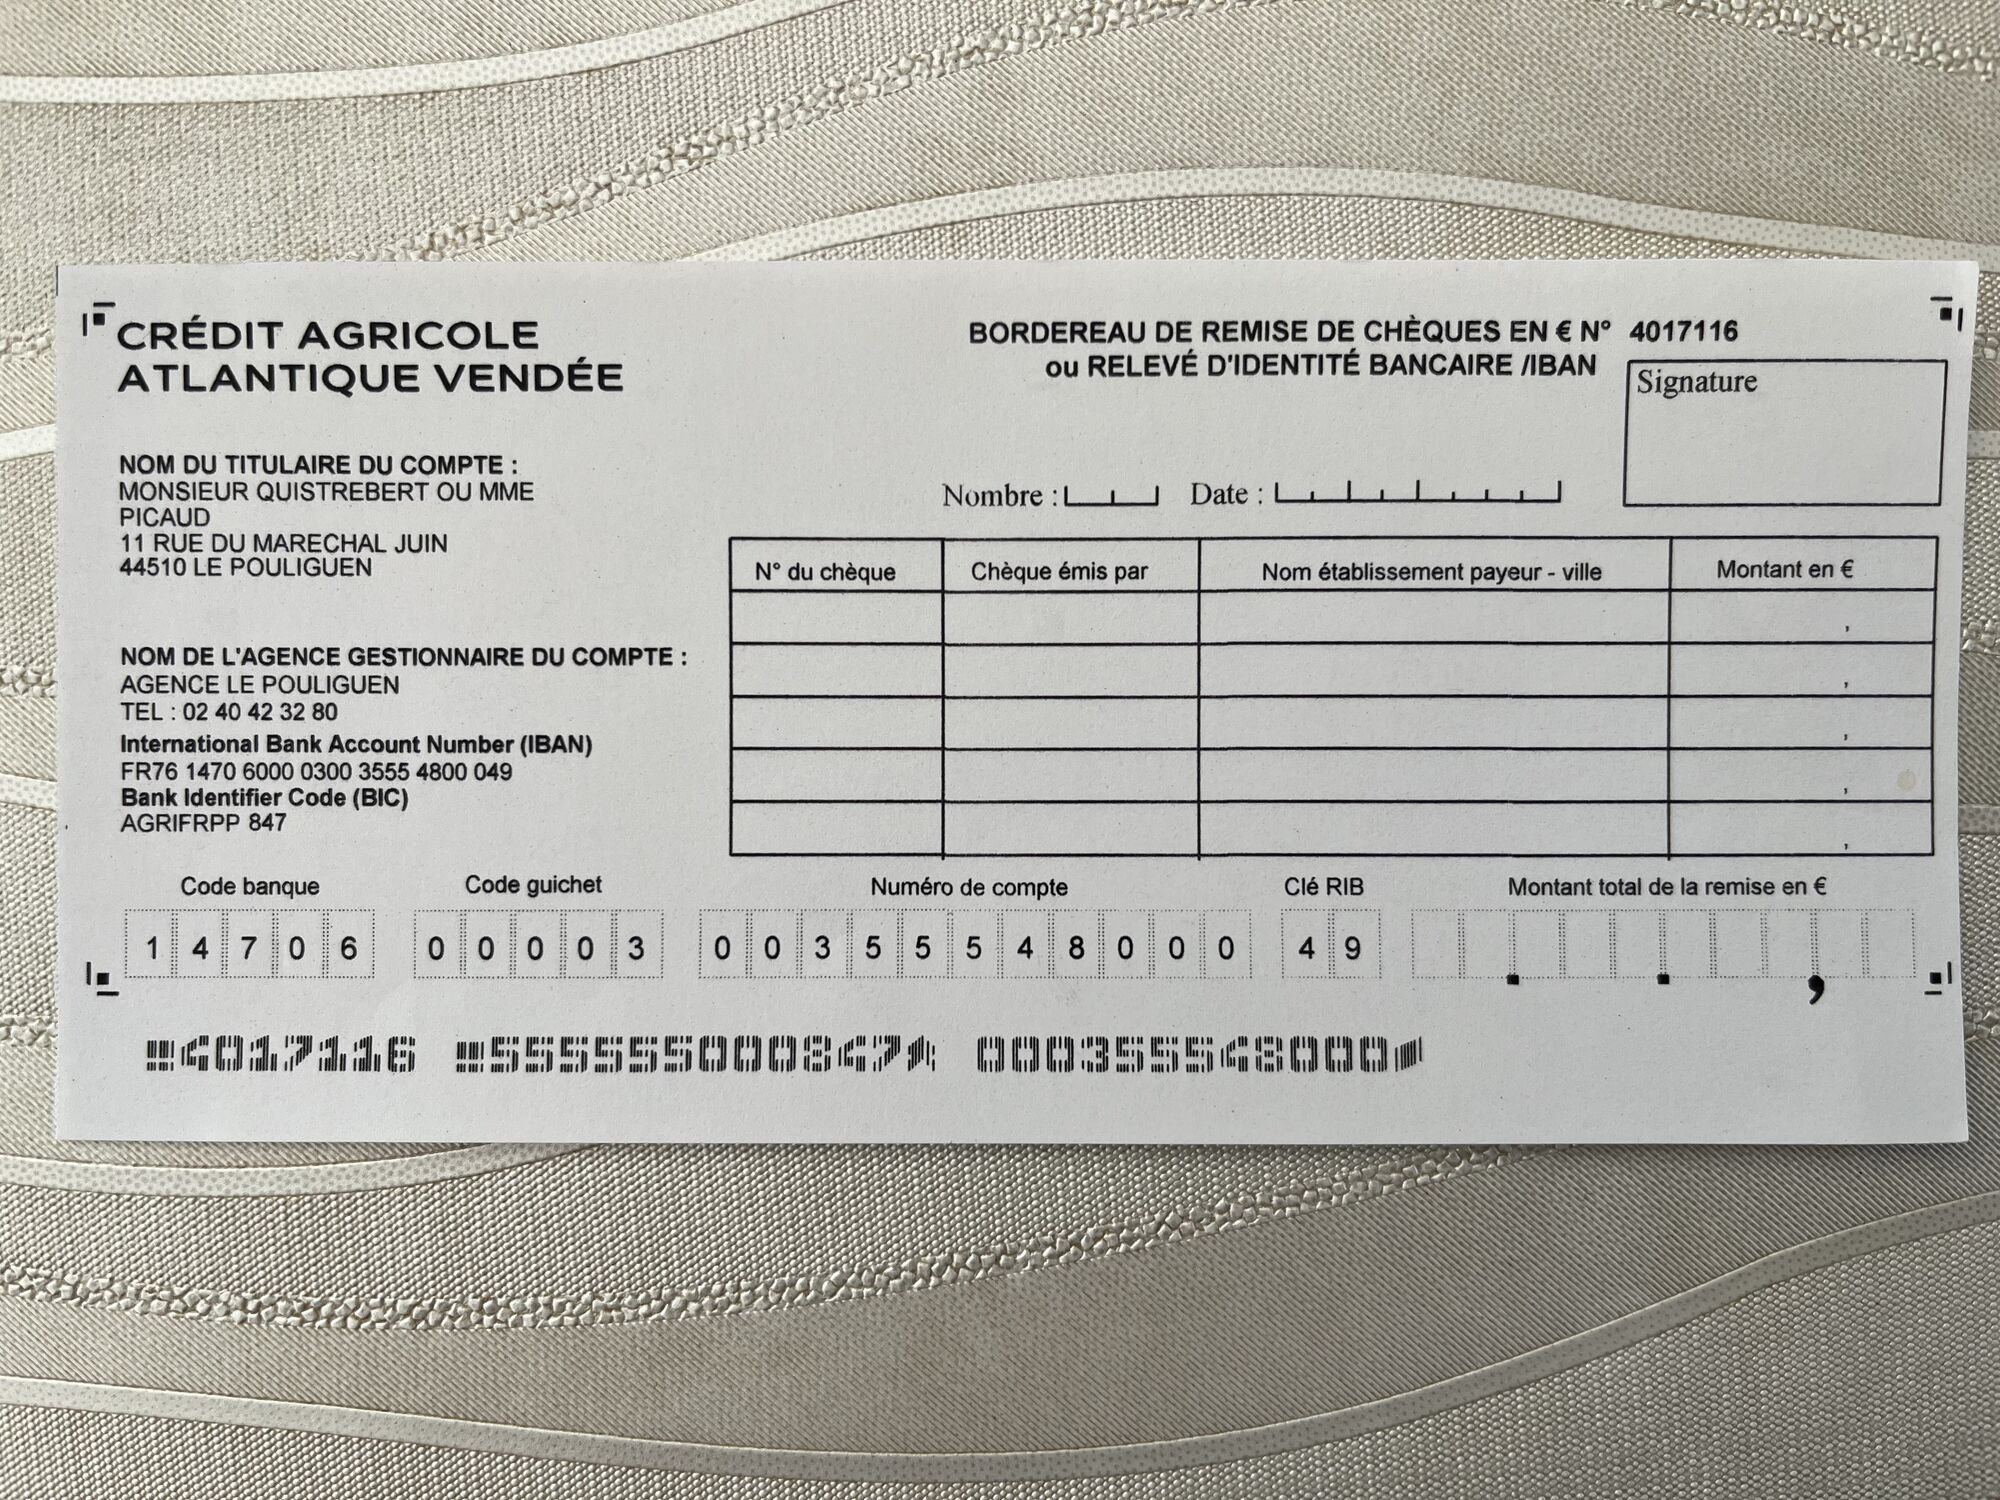 CRÉDIT AGRICOLE
ATLANTIQUE VENDÉE
BORDEREAU DE REMISE DE CHÈQUES EN € N° 4017116
ou RELEVÉ D'IDENTITÉ BANCAIRE /IBAN
Signature
NOM DU TITULAIRE DU COMPTE :
MONSIEUR QUISTREBERT OU MME
PICAUD
11 RUE DU MARECHAL JUIN
44510 LE POULIGUEN
Nombre :
Date :
NOM DE L'AGENCE GESTIONNAIRE DU COMPTE :
AGENCE LE POULIGUEN
TEL : 02 40 42 32 80
International Bank Account Number (IBAN)
FR76 1470 6000 0300 3555 4800 049
Bank Identifier Code (BIC)
AGRIFRPP 847
N° du chèque Chèque émis par Nom établissement payeur - ville Montant en €
,
,
,
,
,
Code banque Code guichet Numéro de compte Clé RIB Montant total de la remise en €
1 4 7 0 6 0 0 0 0 3 0 0 3 5 5 5 4 8 0 0 0 4 9 . . ,
4017116 555555000847 000355548000